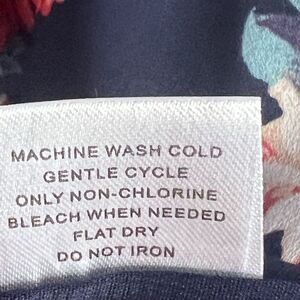 MACHINE WASH COLD
GENTLE CYCLE
ONLY NON-CHLORINE
BLEACH WHEN NEEDED
FLAT DRY
DO NOT IRON